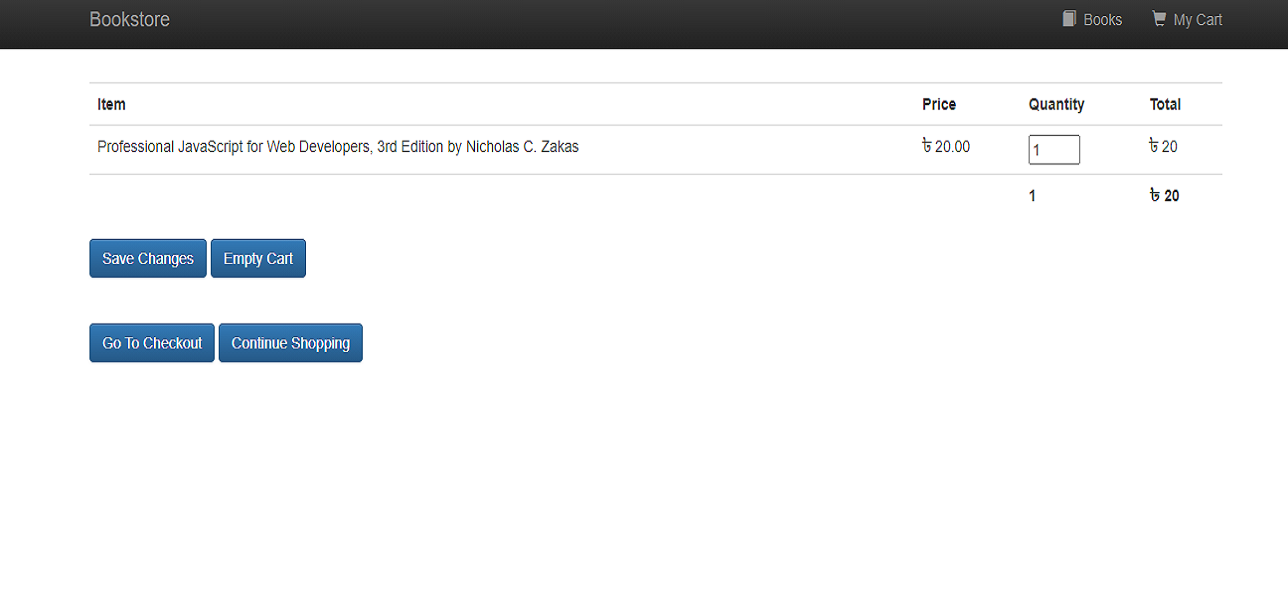 Bookstore Books My Cart
Item Price Quantity Total
Professional JavaScript for Web Developers, 3rd Edition by Nicholas C. Zakas ৳ 20.00 1 ৳ 20
1 ৳ 20
Save Changes Empty Cart
Go To Checkout Continue Shopping